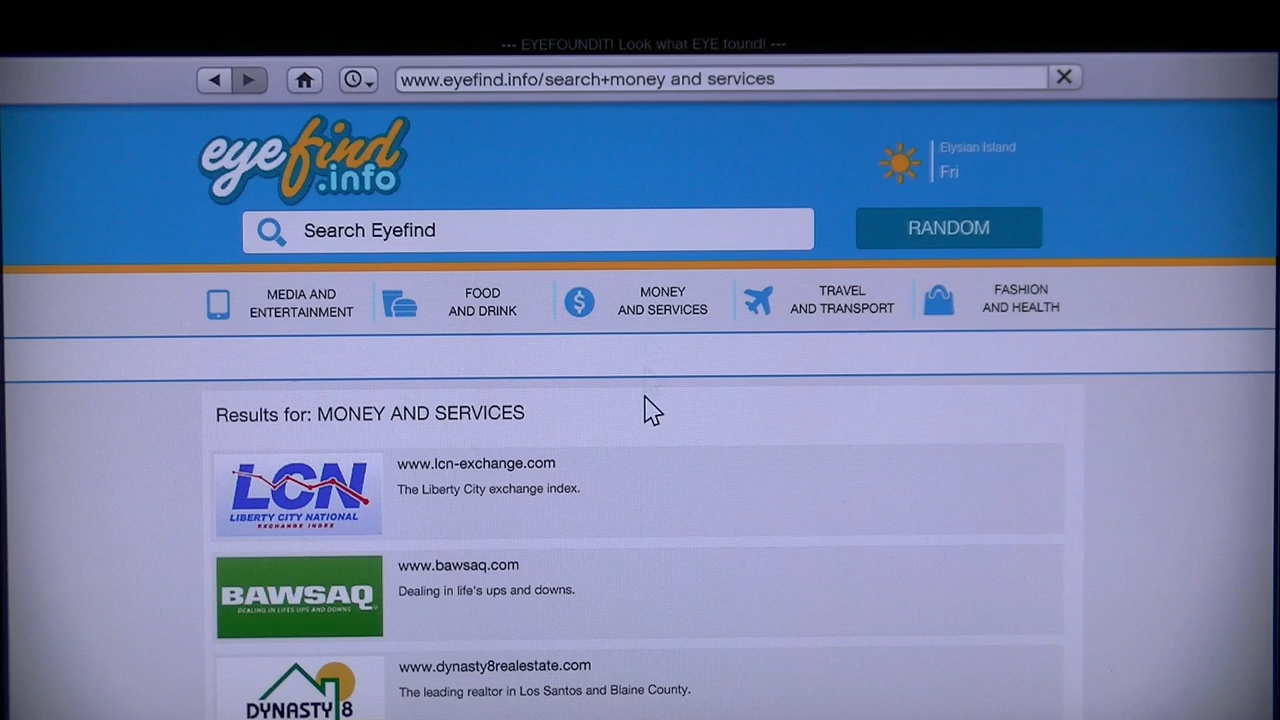 --- EYEFOUNDIT! Look what EYE found! ---
www.eyefind.info/search+money and services
eyefind
.info
Elysian Island
Fri
Search Eyefind
RANDOM
MEDIA AND
ENTERTAINMENT
FOOD
AND DRINK
MONEY
AND SERVICES
TRAVEL
AND TRANSPORT
FASHION
AND HEALTH
Results for: MONEY AND SERVICES
LCN
LIBERTY CITY NATIONAL
EXCHANGE INDEX
www.lcn-exchange.com
The Liberty City exchange index.
BAWSAQ
DEALING IN LIFE'S UPS AND DOWNS
www.bawsaq.com
Dealing in life's ups and downs.
DYNASTY 8
www.dynasty8realestate.com
The leading realtor in Los Santos and Blaine County.